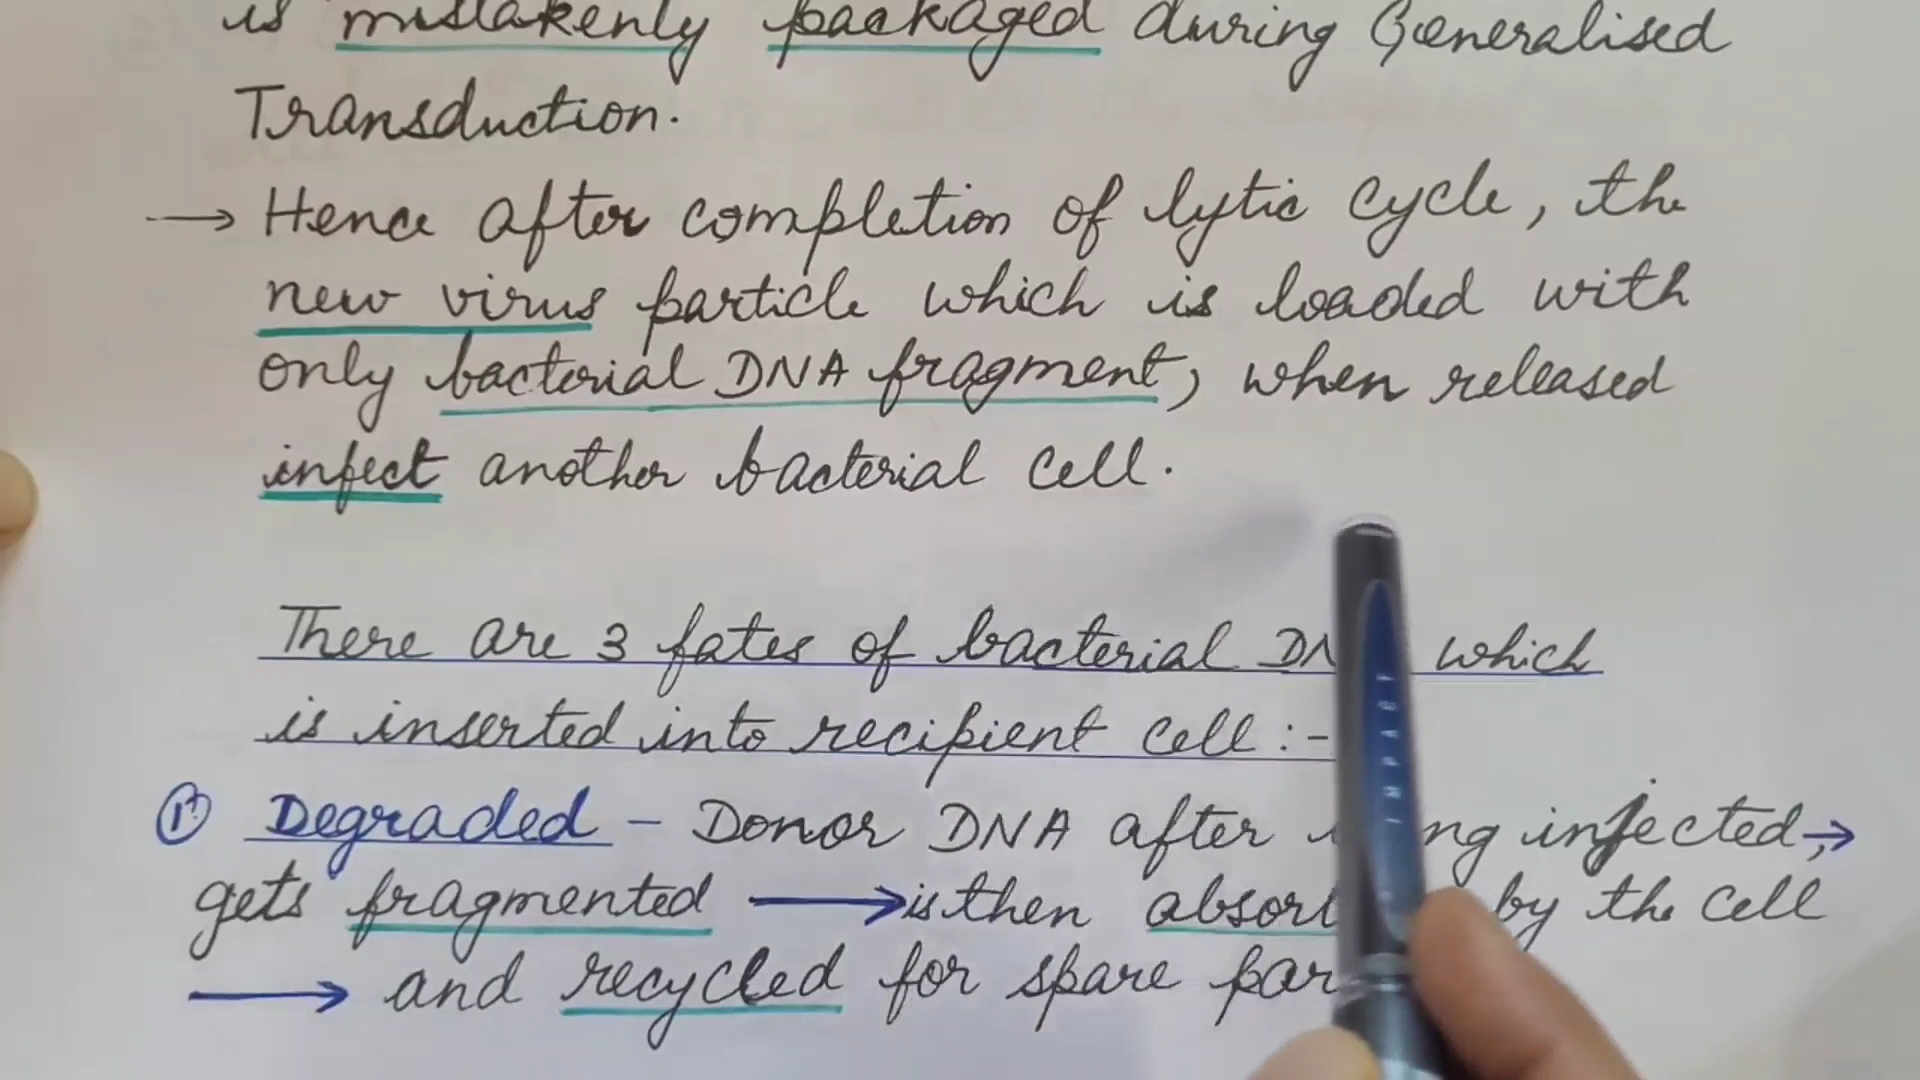 is mistakenly packaged during Generalised
Transduction.
→ Hence after completion of lytic cycle, the
new virus particle which is loaded with
only bacterial DNA fragment, when released
infect another bacterial cell.
There are 3 fates of bacterial which
is inserted into recipient cell :-
① Degraded - Donor DNA after injected, →
gets fragmented → is then by the cell
→ and recycled for spare